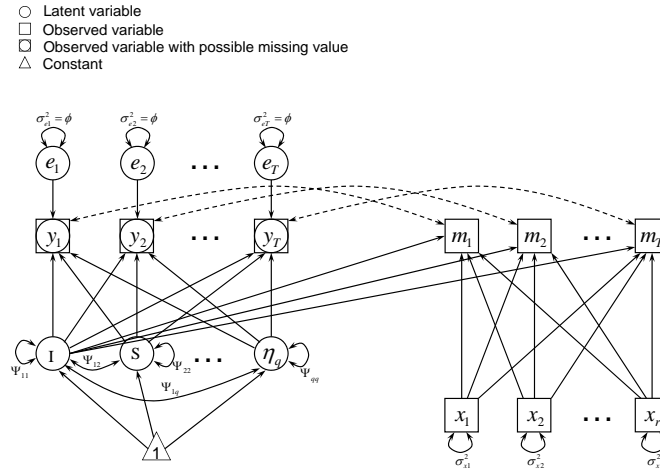 Latent variable
Observed variable
Observed variable with possible missing value
Constant
σ²e1 = ϕ σ²e2 = ϕ σ²eT = ϕ
e1 e2 ... eT
y1 y2 ... yT m1 m2 ...
I S ... ηq
Ψ11 Ψ12 Ψ22 Ψ1q Ψqq
x1 x2 ... xr
1
σ²x1 σ²x2